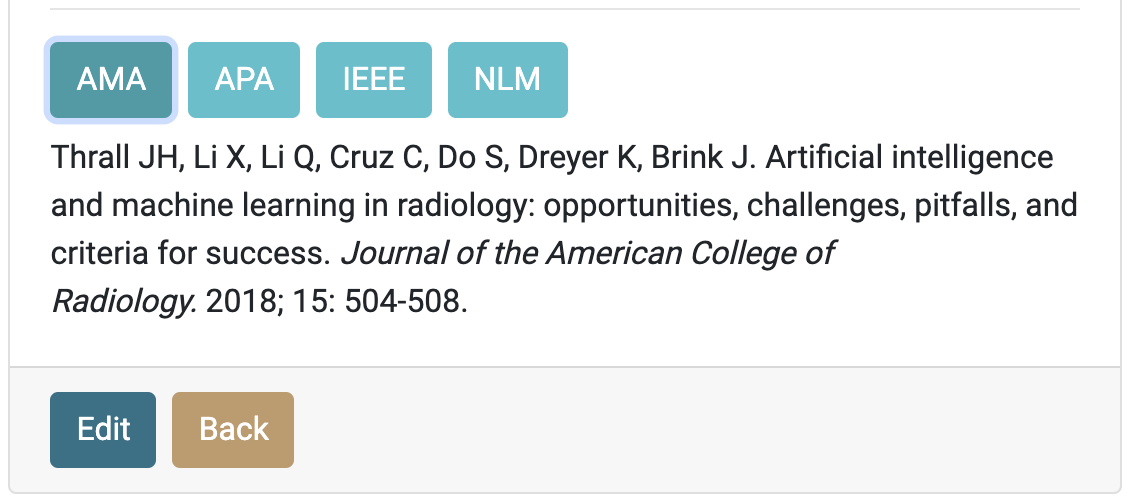 AMA APA IEEE NLM
Thrall JH, Li X, Li Q, Cruz C, Do S, Dreyer K, Brink J. Artificial intelligence
and machine learning in radiology: opportunities, challenges, pitfalls, and
criteria for success. Journal of the American College of
Radiology. 2018; 15: 504-508.
Edit Back